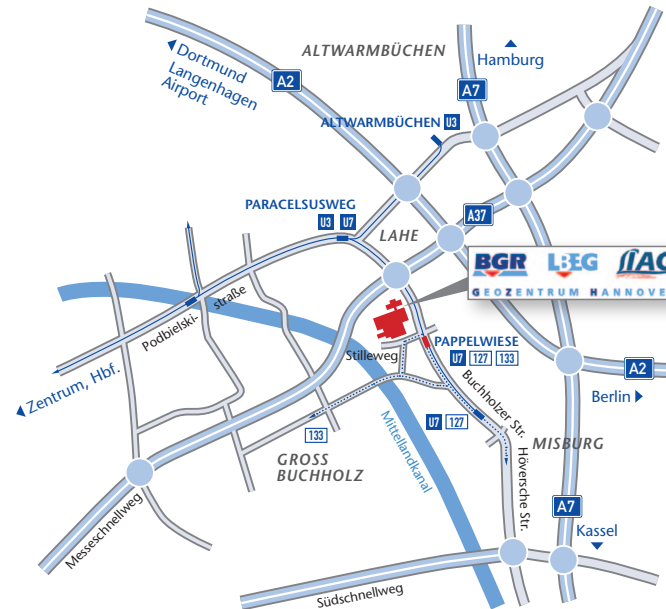 ALTWARMBÜCHEN
Dortmund
Langenhagen
Airport
A2
Hamburg
A7
ALTWARMBÜCHEN U3
PARACELSUSWEG
U3 U7
LAHE
A37
BGR LBEG
GEOZENTRUM HANNOVE
Podbielski-
straße
Stilleweg
PAPPELWIESE
U7 127 133
Zentrum, Hbf.
Buchholzer Str.
A2
Berlin
U7 127
133
GROSS
BUCHHOLZ
Mittellandkanal
MISBURG
Höversche Str.
Messeschnellweg
A7
Kassel
Südschnellweg